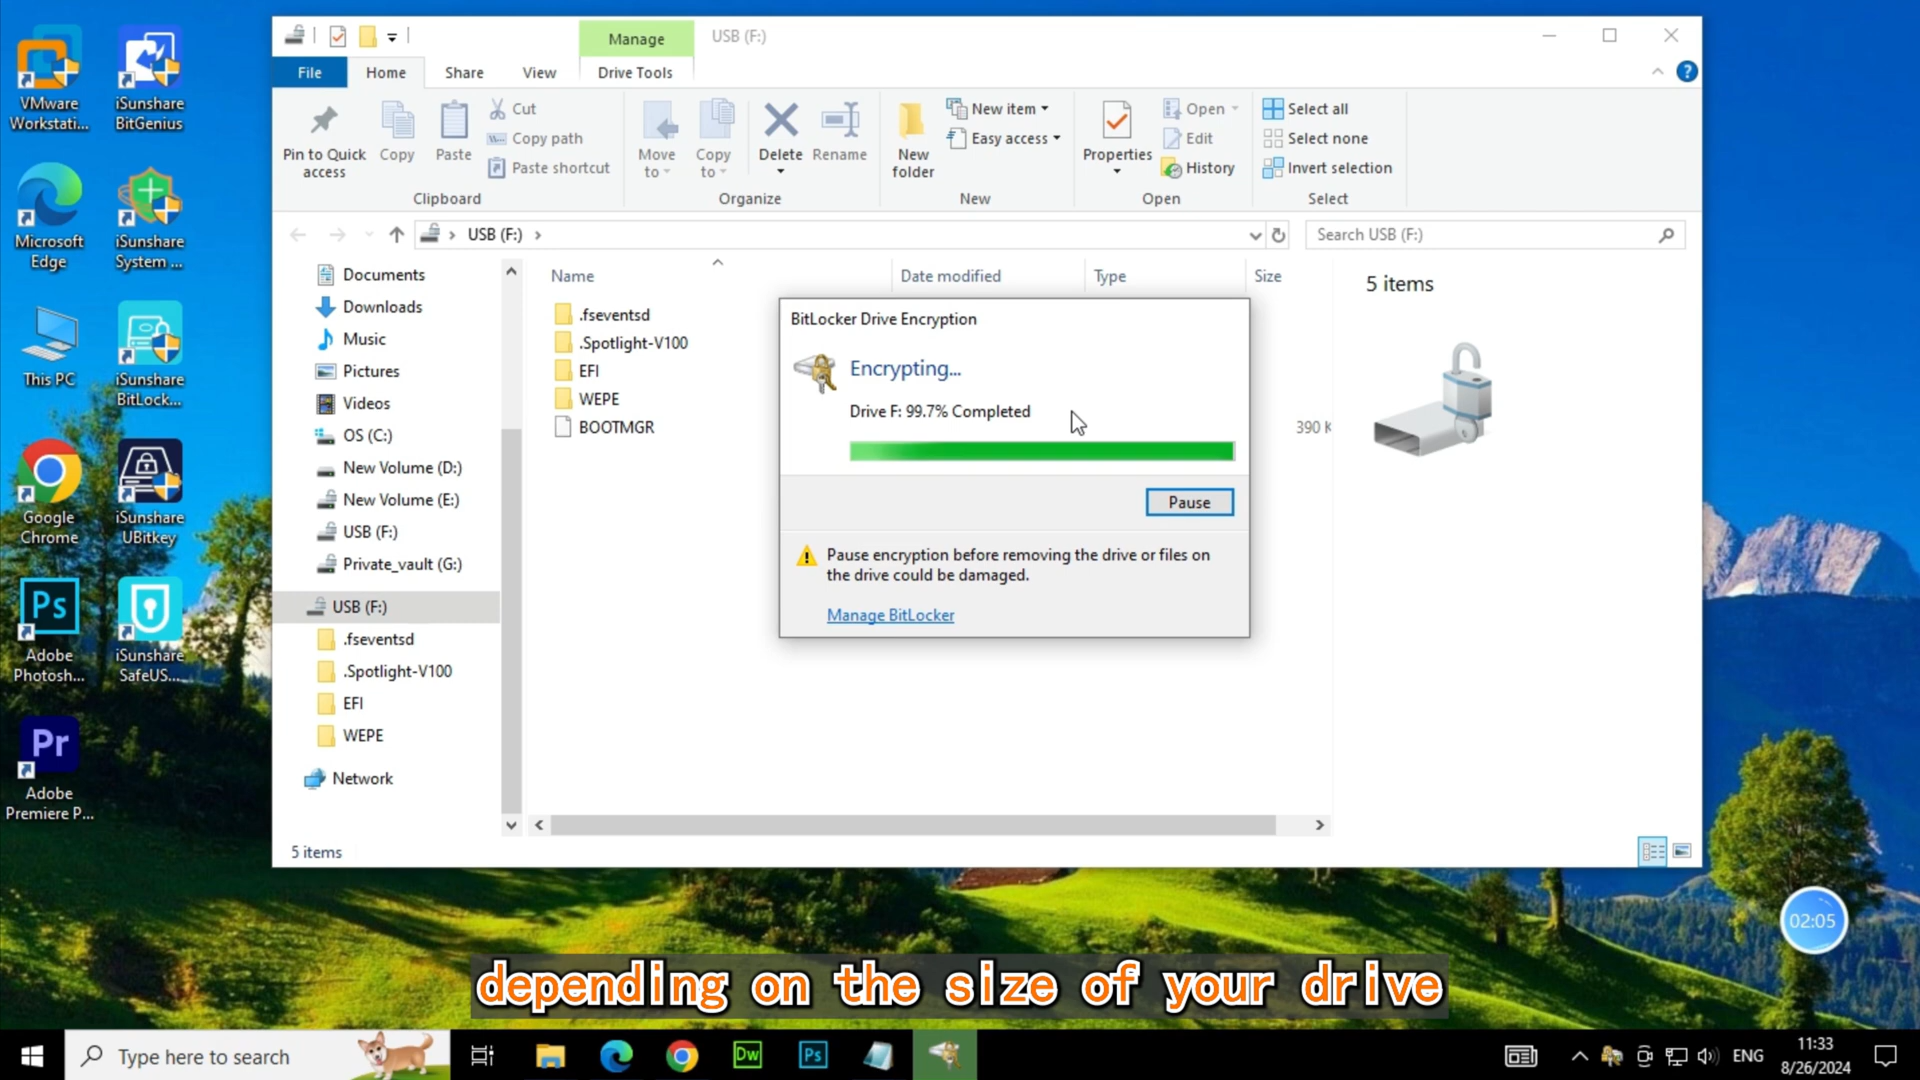 VMware
Workstati...
iSunshare
BitGenius
Microsoft
Edge
iSunshare
System ...
This PC
iSunshare
BitLock...
Google
Chrome
iSunshare
UBitkey
Ps
Adobe
Photosh...
iSunshare
SafeUS...
Pr
Adobe
Premiere P...
Manage
USB (F:)
File
Home
Share
View
Drive Tools
?
Pin to Quick
access
Copy
Paste
Cut
Copy path
Paste shortcut
Clipboard
Move
to
Copy
to
Delete
Rename
Organize
New
folder
New item
Easy access
New
Properties
Open
Edit
History
Open
Select all
Select none
Invert selection
Select
USB (F:)
Search USB (F:)
Documents
Downloads
Music
Pictures
Videos
OS (C:)
New Volume (D:)
New Volume (E:)
USB (F:)
Private_vault (G:)
USB (F:)
.fseventsd
.Spotlight-V100
EFI
WEPE
Network
Name
Date modified
Type
Size
.fseventsd
.Spotlight-V100
EFI
WEPE
BOOTMGR
390 K
5 items
BitLocker Drive Encryption
Encrypting...
Drive F: 99.7% Completed
Pause
Pause encryption before removing the drive or files on
the drive could be damaged.
Manage BitLocker
5 items
02:05
depending on the size of your drive
Type here to search
Dw
Ps
ENG
11:33
8/26/2024